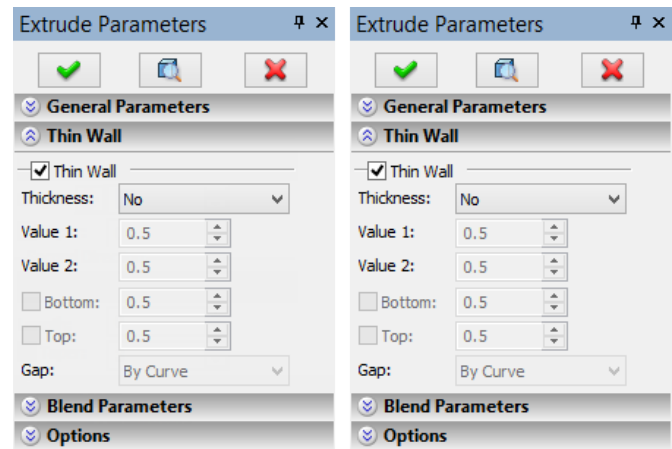 Extrude Parameters
General Parameters
Thin Wall
Thin Wall
Thickness: No
Value 1: 0.5
Value 2: 0.5
Bottom: 0.5
Top: 0.5
Gap: By Curve
Blend Parameters
Options
Extrude Parameters
General Parameters
Thin Wall
Thin Wall
Thickness: No
Value 1: 0.5
Value 2: 0.5
Bottom: 0.5
Top: 0.5
Gap: By Curve
Blend Parameters
Options